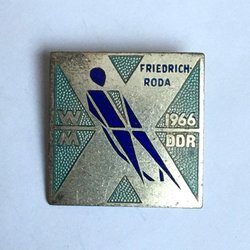 FRIEDRICH-
RODA
W 1966
M DDR